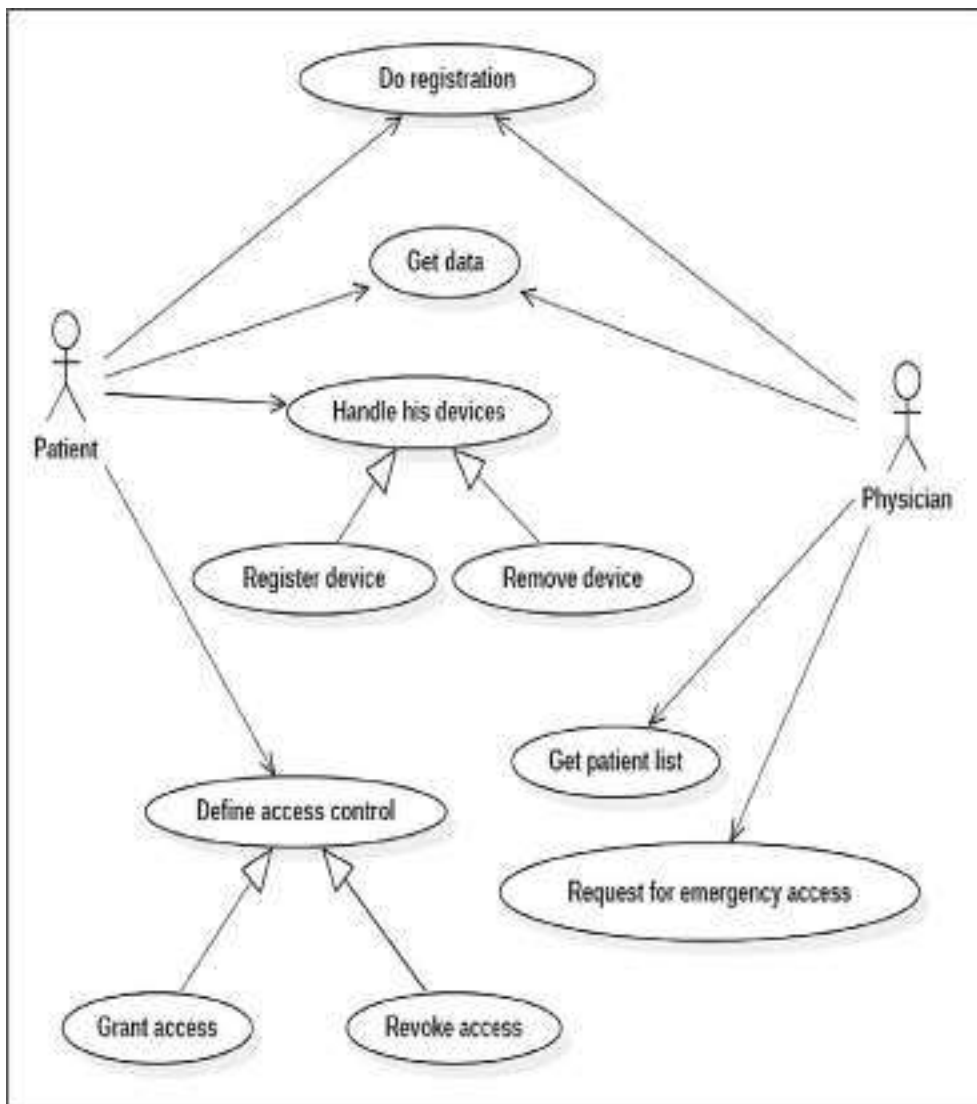 Do registration
Get data
Handle his devices
Patient
Physician
Register device
Remove device
Get patient list
Define access control
Request for emergency access
Grant access
Revoke access